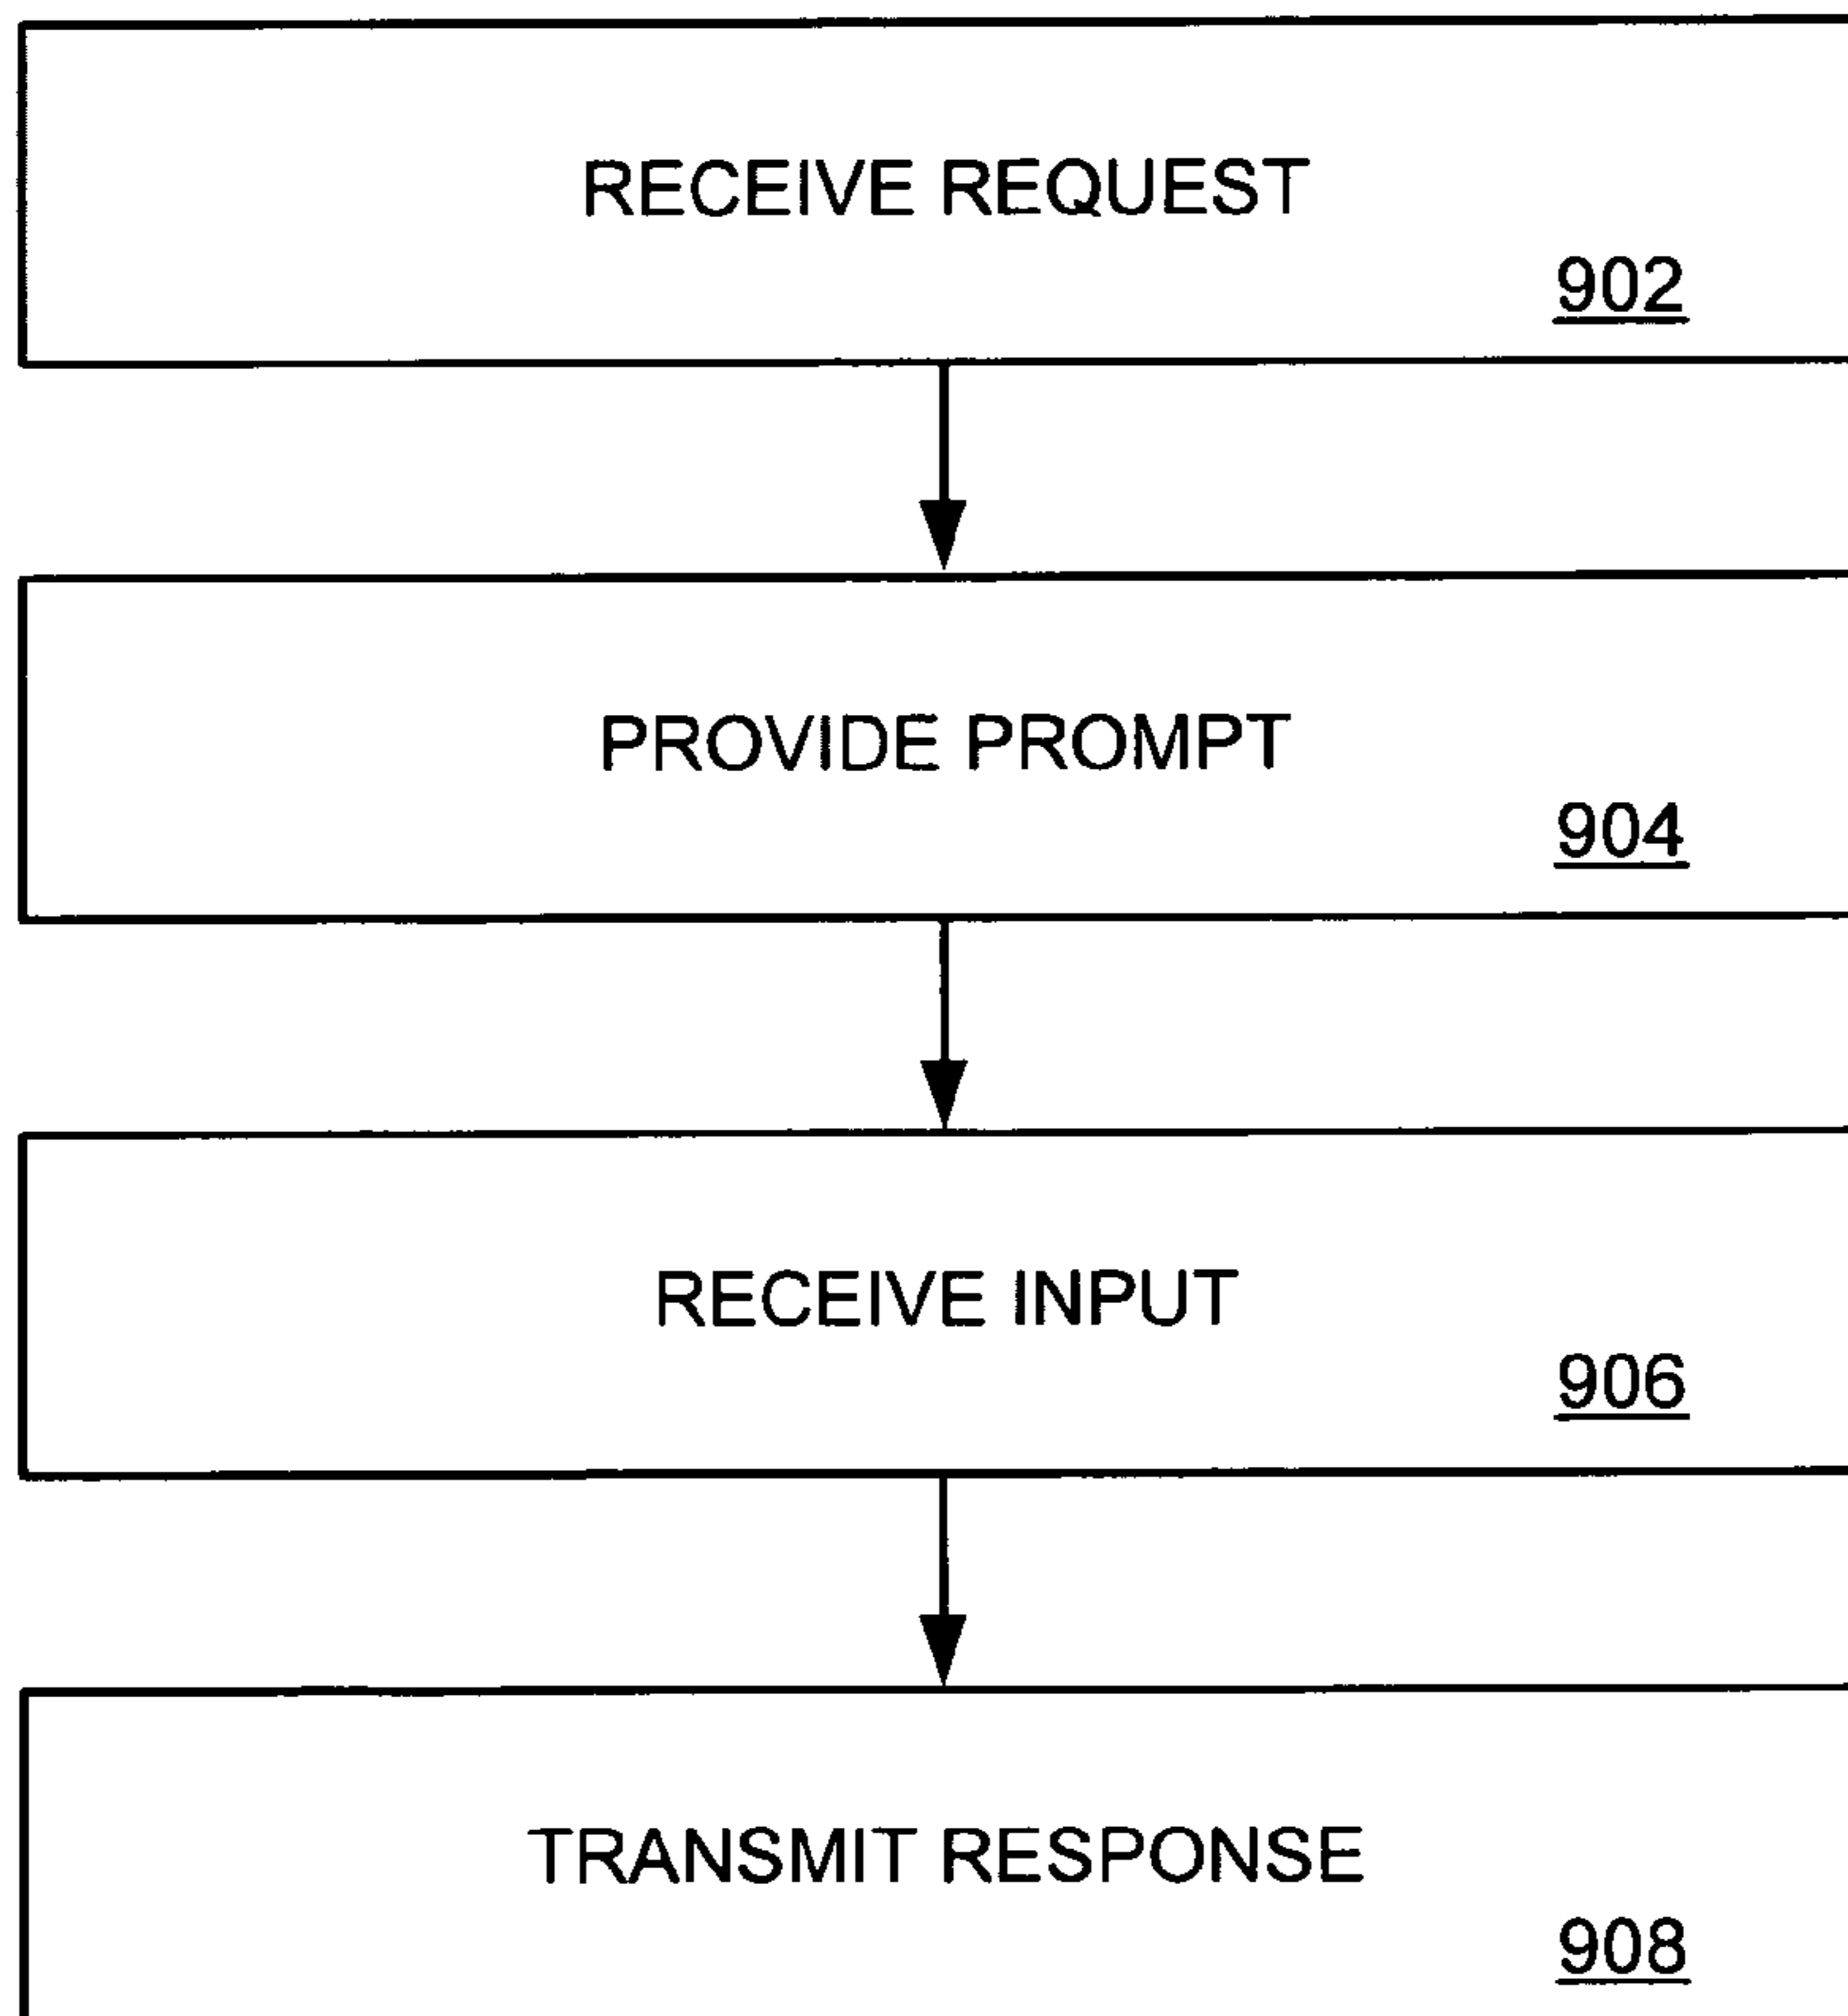 RECEIVE REQUEST
902
PROVIDE PROMPT
904
RECEIVE INPUT
906
TRANSMIT RESPONSE
908